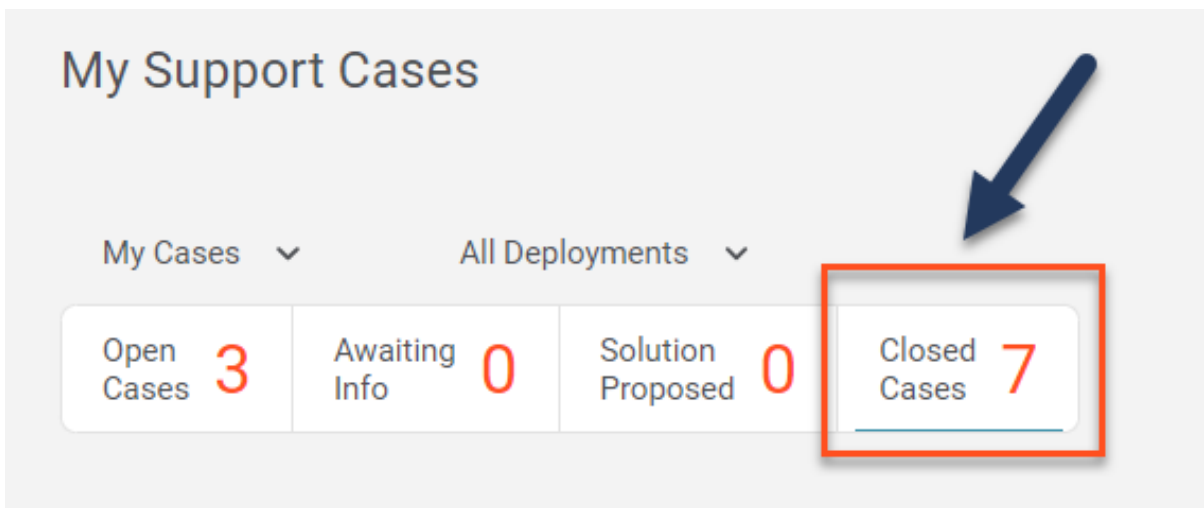 My Support Cases
My Cases All Deployments
Open Cases 3
Awaiting Info 0
Solution Proposed 0
Closed Cases 7